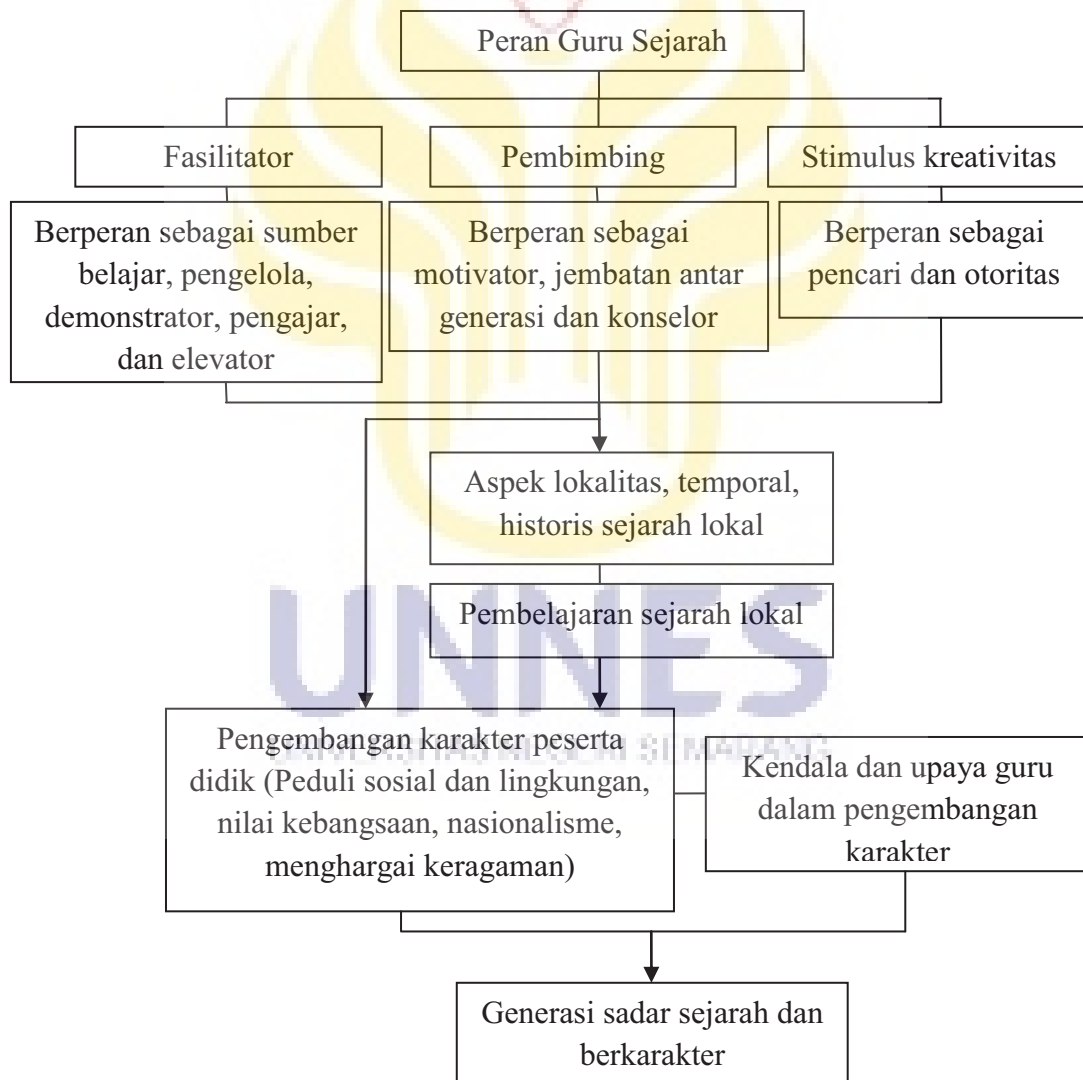 Peran Guru Sejarah
Fasilitator
Pembimbing
Stimulus kreativitas
Berperan sebagai sumber
belajar, pengelola,
demonstrator, pengajar,
dan elevator
Berperan sebagai
motivator, jembatan antar
generasi dan konselor
Berperan sebagai
pencari dan otoritas
Aspek lokalitas, temporal,
historis sejarah lokal
Pembelajaran sejarah lokal
UNNES
UNIVERSITAS NEGERI SEMARANG
Pengembangan karakter peserta
didik (Peduli sosial dan lingkungan,
nilai kebangsaan, nasionalisme,
menghargai keragaman)
Kendala dan upaya guru
dalam pengembangan
karakter
Generasi sadar sejarah dan
berkarakter